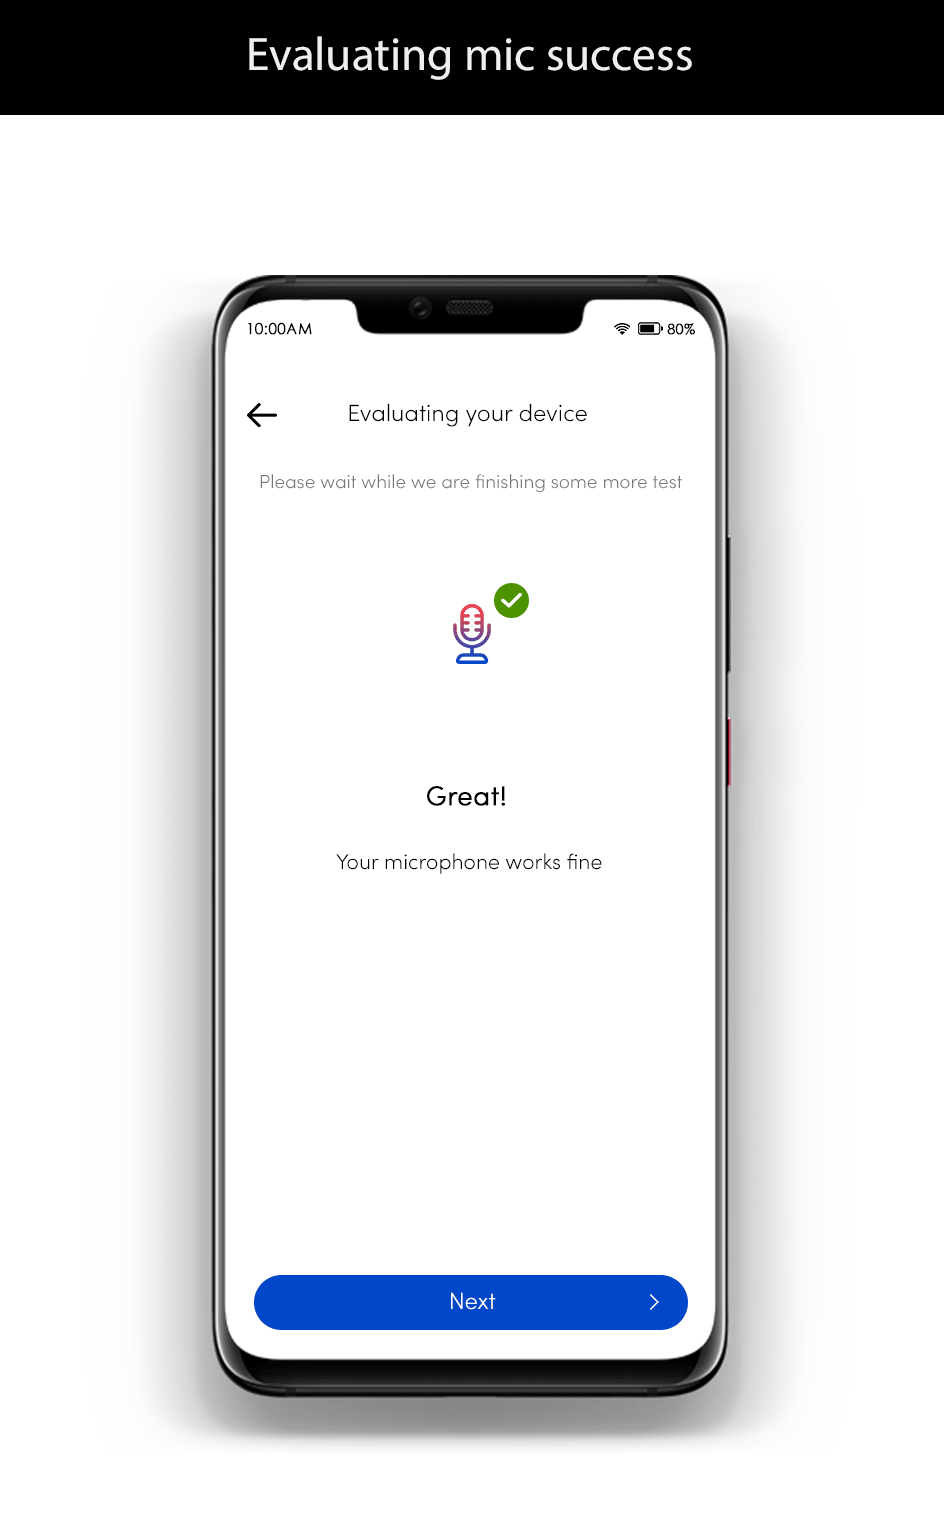 Evaluating mic success
10:00AM 80%
Evaluating your device
Please wait while we are finishing some more test
Great!
Your microphone works fine
Next